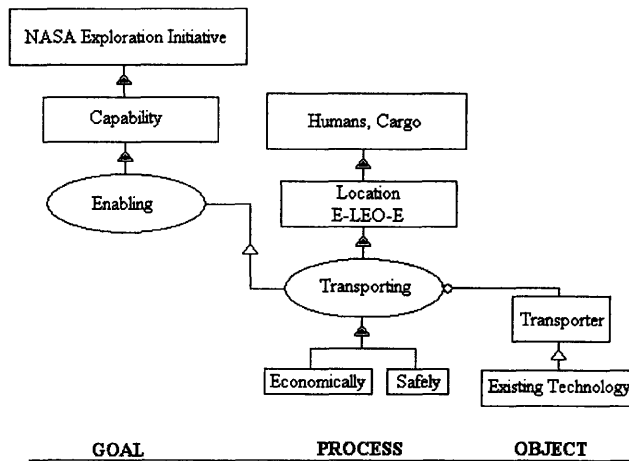 NASA Exploration Initiative
Capability
Humans, Cargo
Enabling
Location
E-LEO-E
Transporting
Transporter
Economically
Safely
Existing Technology
GOAL
PROCESS
OBJECT